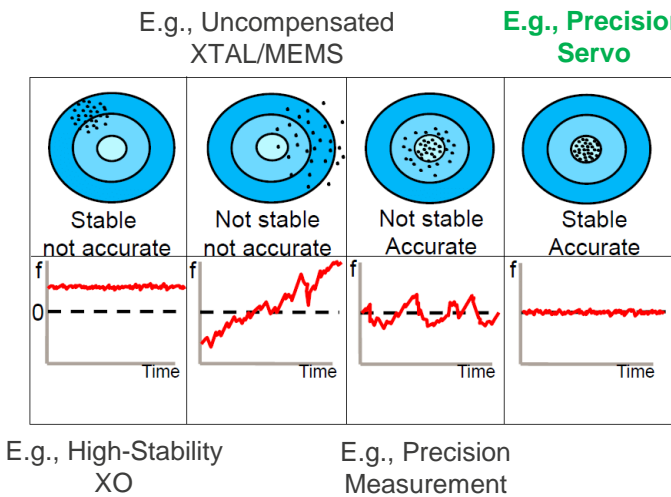 E.g., Uncompensated
XTAL/MEMS
E.g., Precision
Servo
Stable
not accurate
Not stable
not accurate
Not stable
Accurate
Stable
Accurate
f
0
Time
f
Time
f
Time
f
Time
E.g., High-Stability
XO
E.g., Precision
Measurement